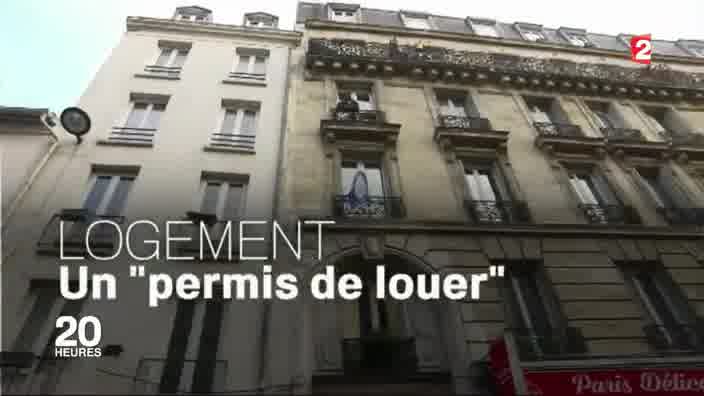 2
LOGEMENT
Un "permis de louer"
20
HEURES
Paris Délice